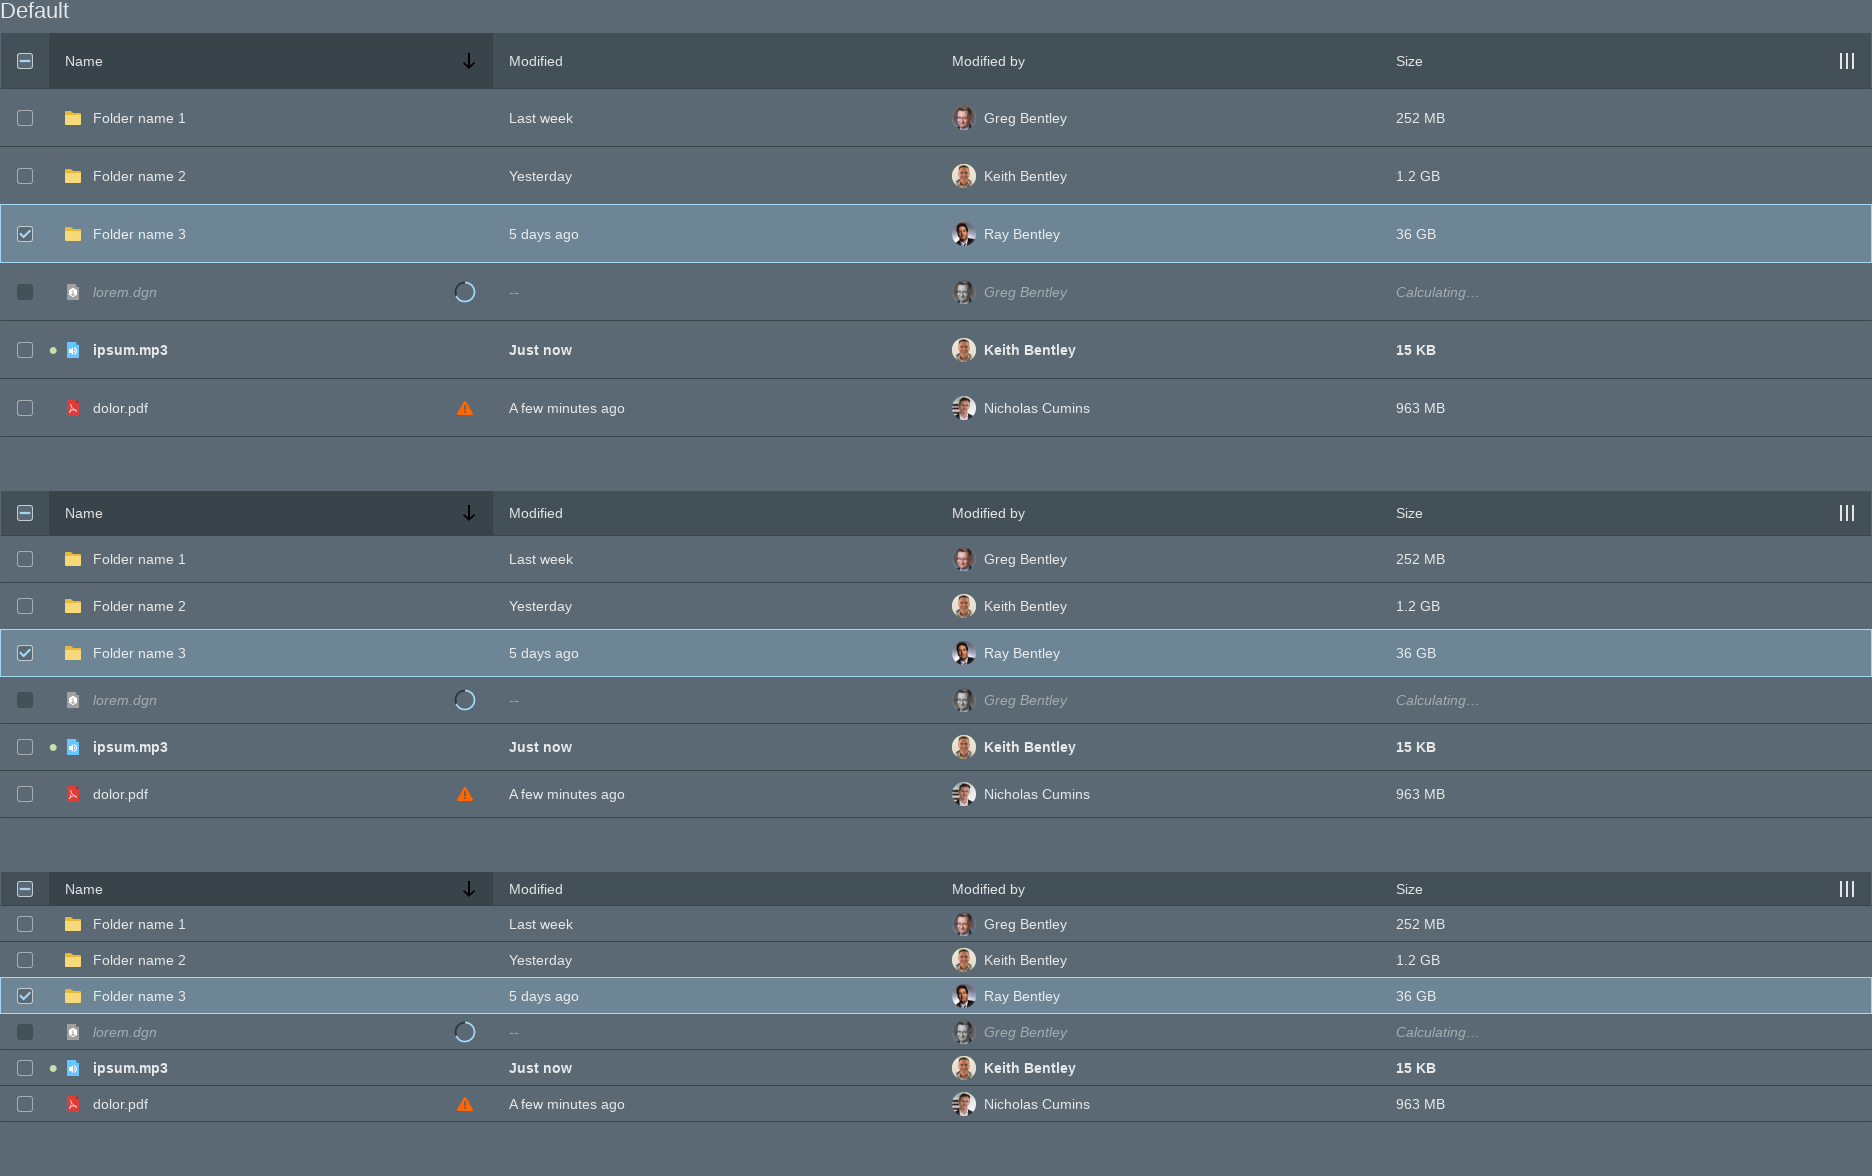 Default
Name Modified Modified by Size
Folder name 1 Last week Greg Bentley 252 MB
Folder name 2 Yesterday Keith Bentley 1.2 GB
Folder name 3 5 days ago Ray Bentley 36 GB
lorem.dgn -- Greg Bentley Calculating...
ipsum.mp3 Just now Keith Bentley 15 KB
dolor.pdf A few minutes ago Nicholas Cumins 963 MB
Name Modified Modified by Size
Folder name 1 Last week Greg Bentley 252 MB
Folder name 2 Yesterday Keith Bentley 1.2 GB
Folder name 3 5 days ago Ray Bentley 36 GB
lorem.dgn -- Greg Bentley Calculating...
ipsum.mp3 Just now Keith Bentley 15 KB
dolor.pdf A few minutes ago Nicholas Cumins 963 MB
Name Modified Modified by Size
Folder name 1 Last week Greg Bentley 252 MB
Folder name 2 Yesterday Keith Bentley 1.2 GB
Folder name 3 5 days ago Ray Bentley 36 GB
lorem.dgn -- Greg Bentley Calculating...
ipsum.mp3 Just now Keith Bentley 15 KB
dolor.pdf A few minutes ago Nicholas Cumins 963 MB